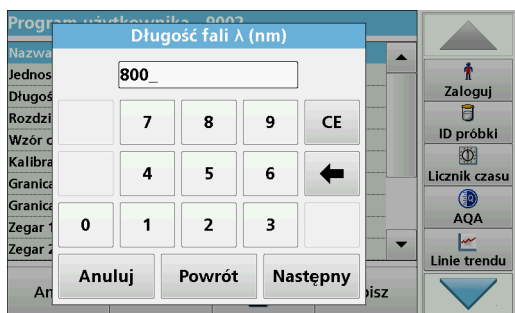 Program użytkownika 9002
Długość fali λ (nm)
Nazwa
800_
Jednos
Długoś
Rozdzi
Wzór
Kalibra
Granica
Granica
Zegar 1
Zegar 2
7 8 9 CE
4 5 6
0 1 2 3
Anuluj Powrót Następny
An
isz
Zaloguj
ID próbki
Licznik czasu
AQA
Linie trendu